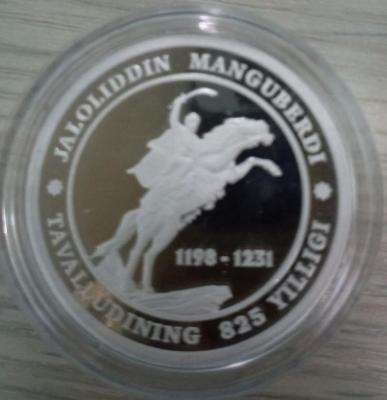 JALOLIDDIN MANGUBERDI
1198 - 1231
TAVALLUDINING 825 YILLIGI